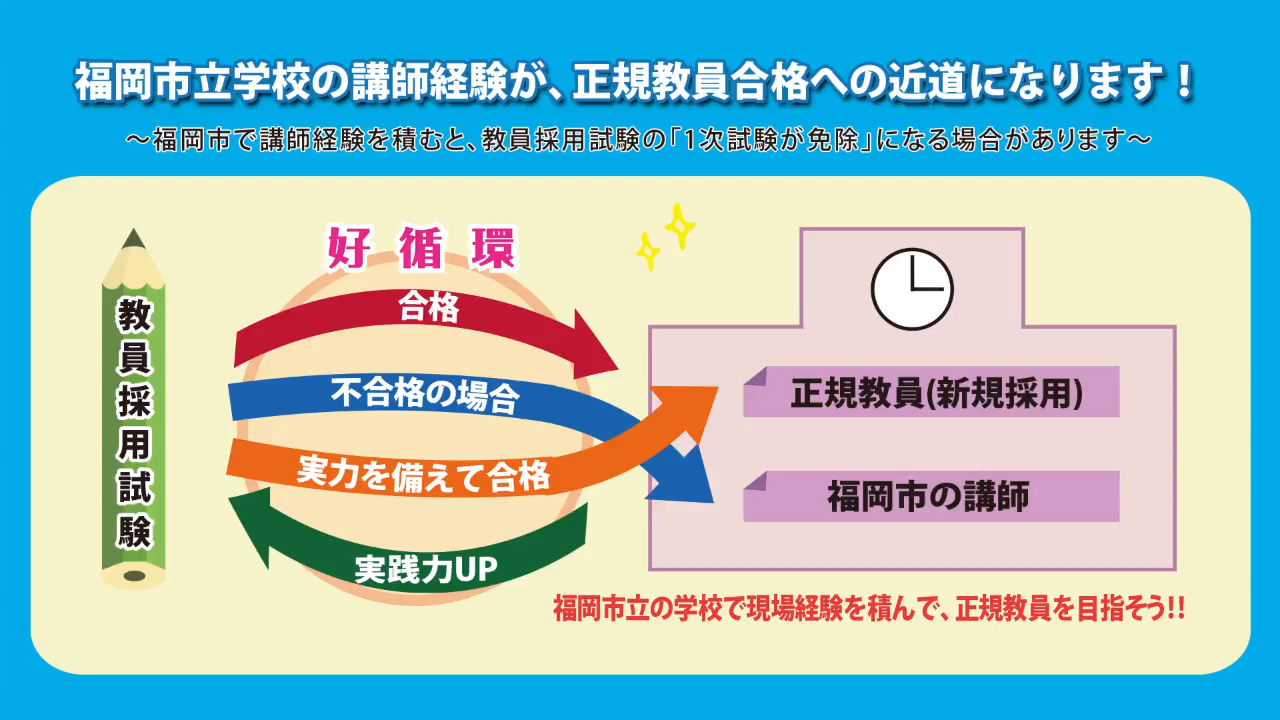 福岡市立学校の講師経験が、正規教員合格への近道になります！
～福岡市で講師経験を積むと、教員採用試験の「1次試験が免除」になる場合があります～
好循環
教員採用試験
合格
不合格の場合
実力を備えて合格
実践力UP
正規教員(新規採用)
福岡市の講師
福岡市立の学校で現場経験を積んで、正規教員を目指そう!!